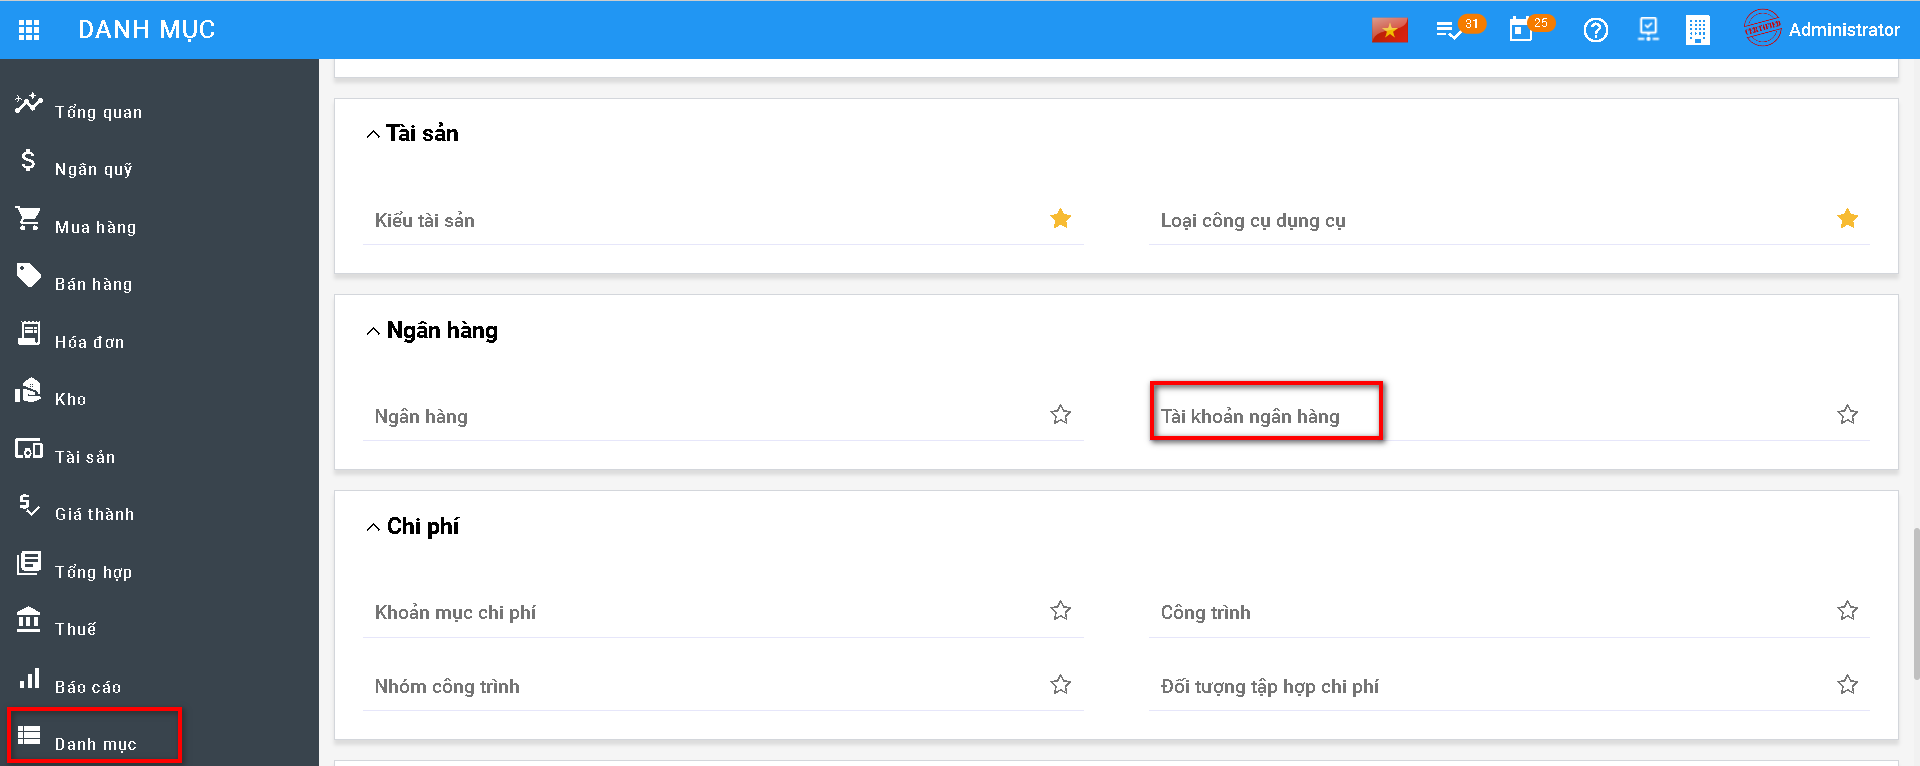 DANH MỤC
31
25
CERTIFIED
Administrator
Tổng quan
Ngân quỹ
Mua hàng
Bán hàng
Hóa đơn
Kho
Tài sản
Giá thành
Tổng hợp
Thuế
Báo cáo
Danh mục
Tài sản
Kiểu tài sản
Loại công cụ dụng cụ
Ngân hàng
Ngân hàng
Tài khoản ngân hàng
Chi phí
Khoản mục chi phí
Công trình
Nhóm công trình
Đối tượng tập hợp chi phí